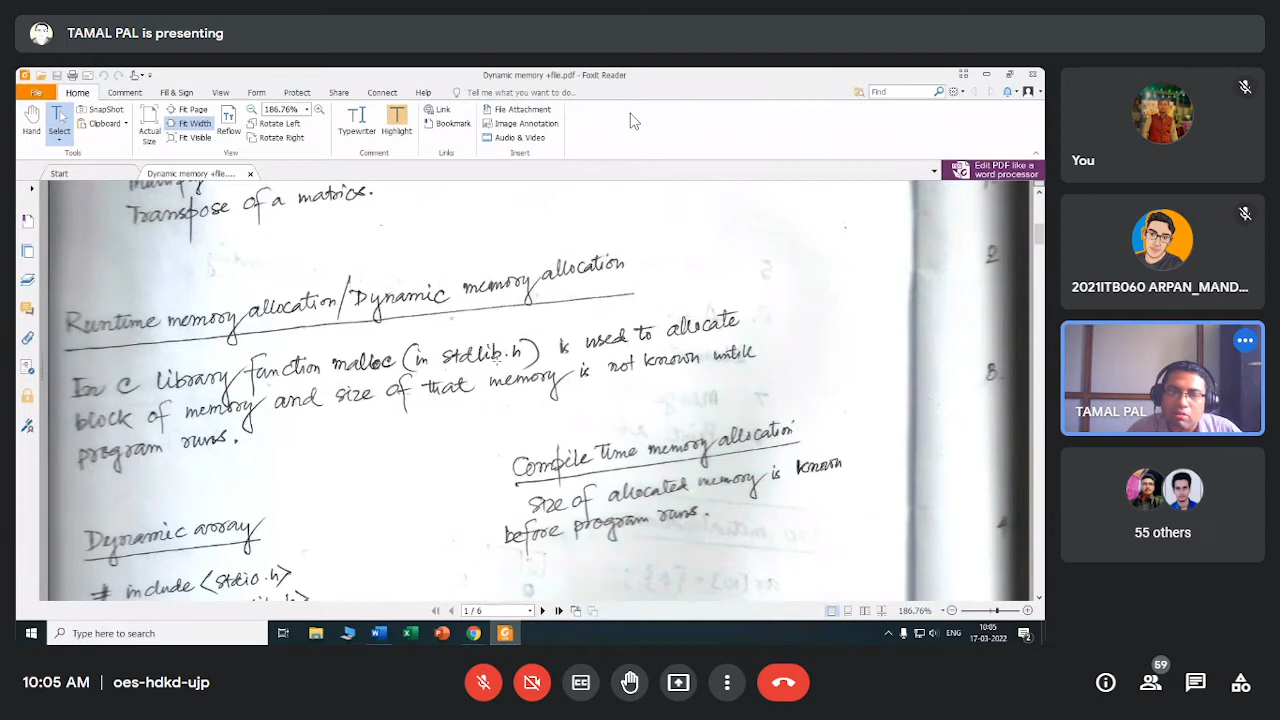 TAMAL PAL is presenting
Dynamic memory +file.pdf - Foxit Reader
File Home Comment Fill & Sign View Form Protect Share Connect Help Tell me what you want to do.. Find
Hand
Select
SnapShot
Clipboard
Tools
Actual Size
Fit Page
Fit Width
Fit Visible
Reflow
186.76%
Rotate Left
Rotate Right
View
Typewriter
Highlight
Comment
Link
Bookmark
Links
File Attachment
Image Annotation
Audio & Video
Insert
Start
Dynamic memory +file....
Edit PDF like a word processor
Transpose of a matrics.
Runtime memory allocation/Dynamic memory allocation
In C library function malloc (in stdlib.h) is used to allocate
block of memory and size of that memory is not known untill
program runs.
Compile Time memory allocation
size of allocated memory is known
before program runs.
Dynamic array
# include <stdio.h>
1 / 6
186.76%
Type here to search
ENG
10:05
17-03-2022
You
2021ITB060 ARPAN_MAND...
TAMAL PAL
55 others
10:05 AM | oes-hdkd-ujp
59